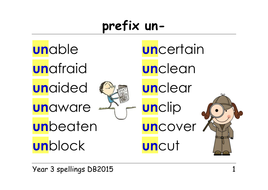 prefix un-
unable uncertain
unafraid unclean
unaided unclear
unaware unclip
unbeaten uncover
unblock uncut
Year 3 spellings DB2015 1